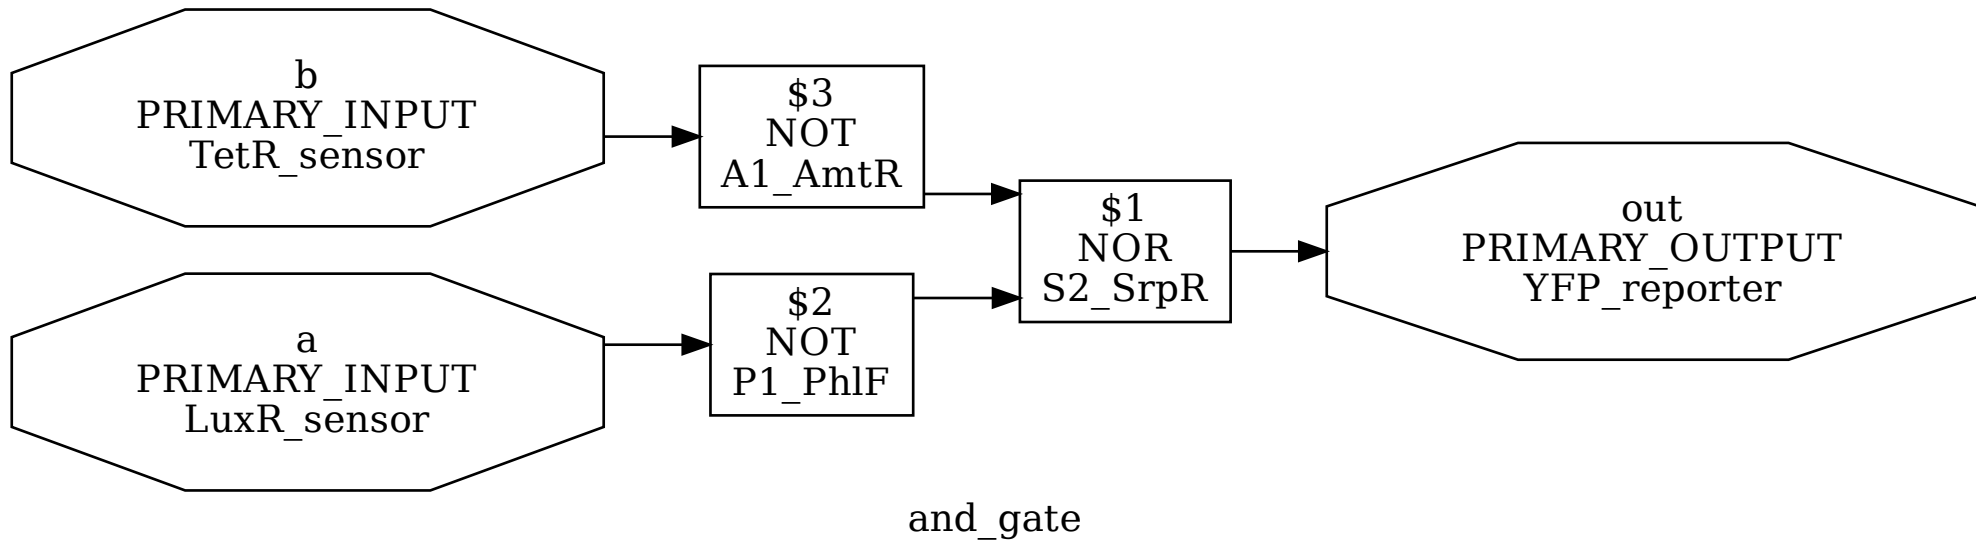 b
PRIMARY_INPUT
TetR_sensor
$3
NOT
A1_AmtR
a
PRIMARY_INPUT
LuxR_sensor
$2
NOT
P1_PhlF
$1
NOR
S2_SrpR
out
PRIMARY_OUTPUT
YFP_reporter
and_gate